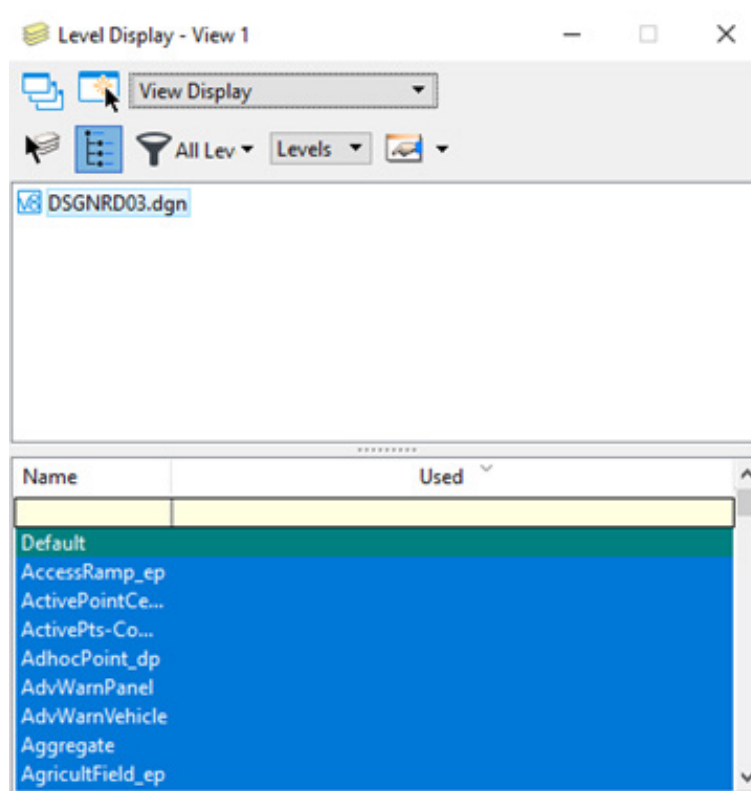 Level Display - View 1
View Display
All Lev Levels
V8 DSGNRD03.dgn
Name Used
Default
AccessRamp_ep
ActivePointCe...
ActivePts-Co...
AdhocPoint_dp
AdvWarnPanel
AdvWarnVehicle
Aggregate
AgricultField_ep